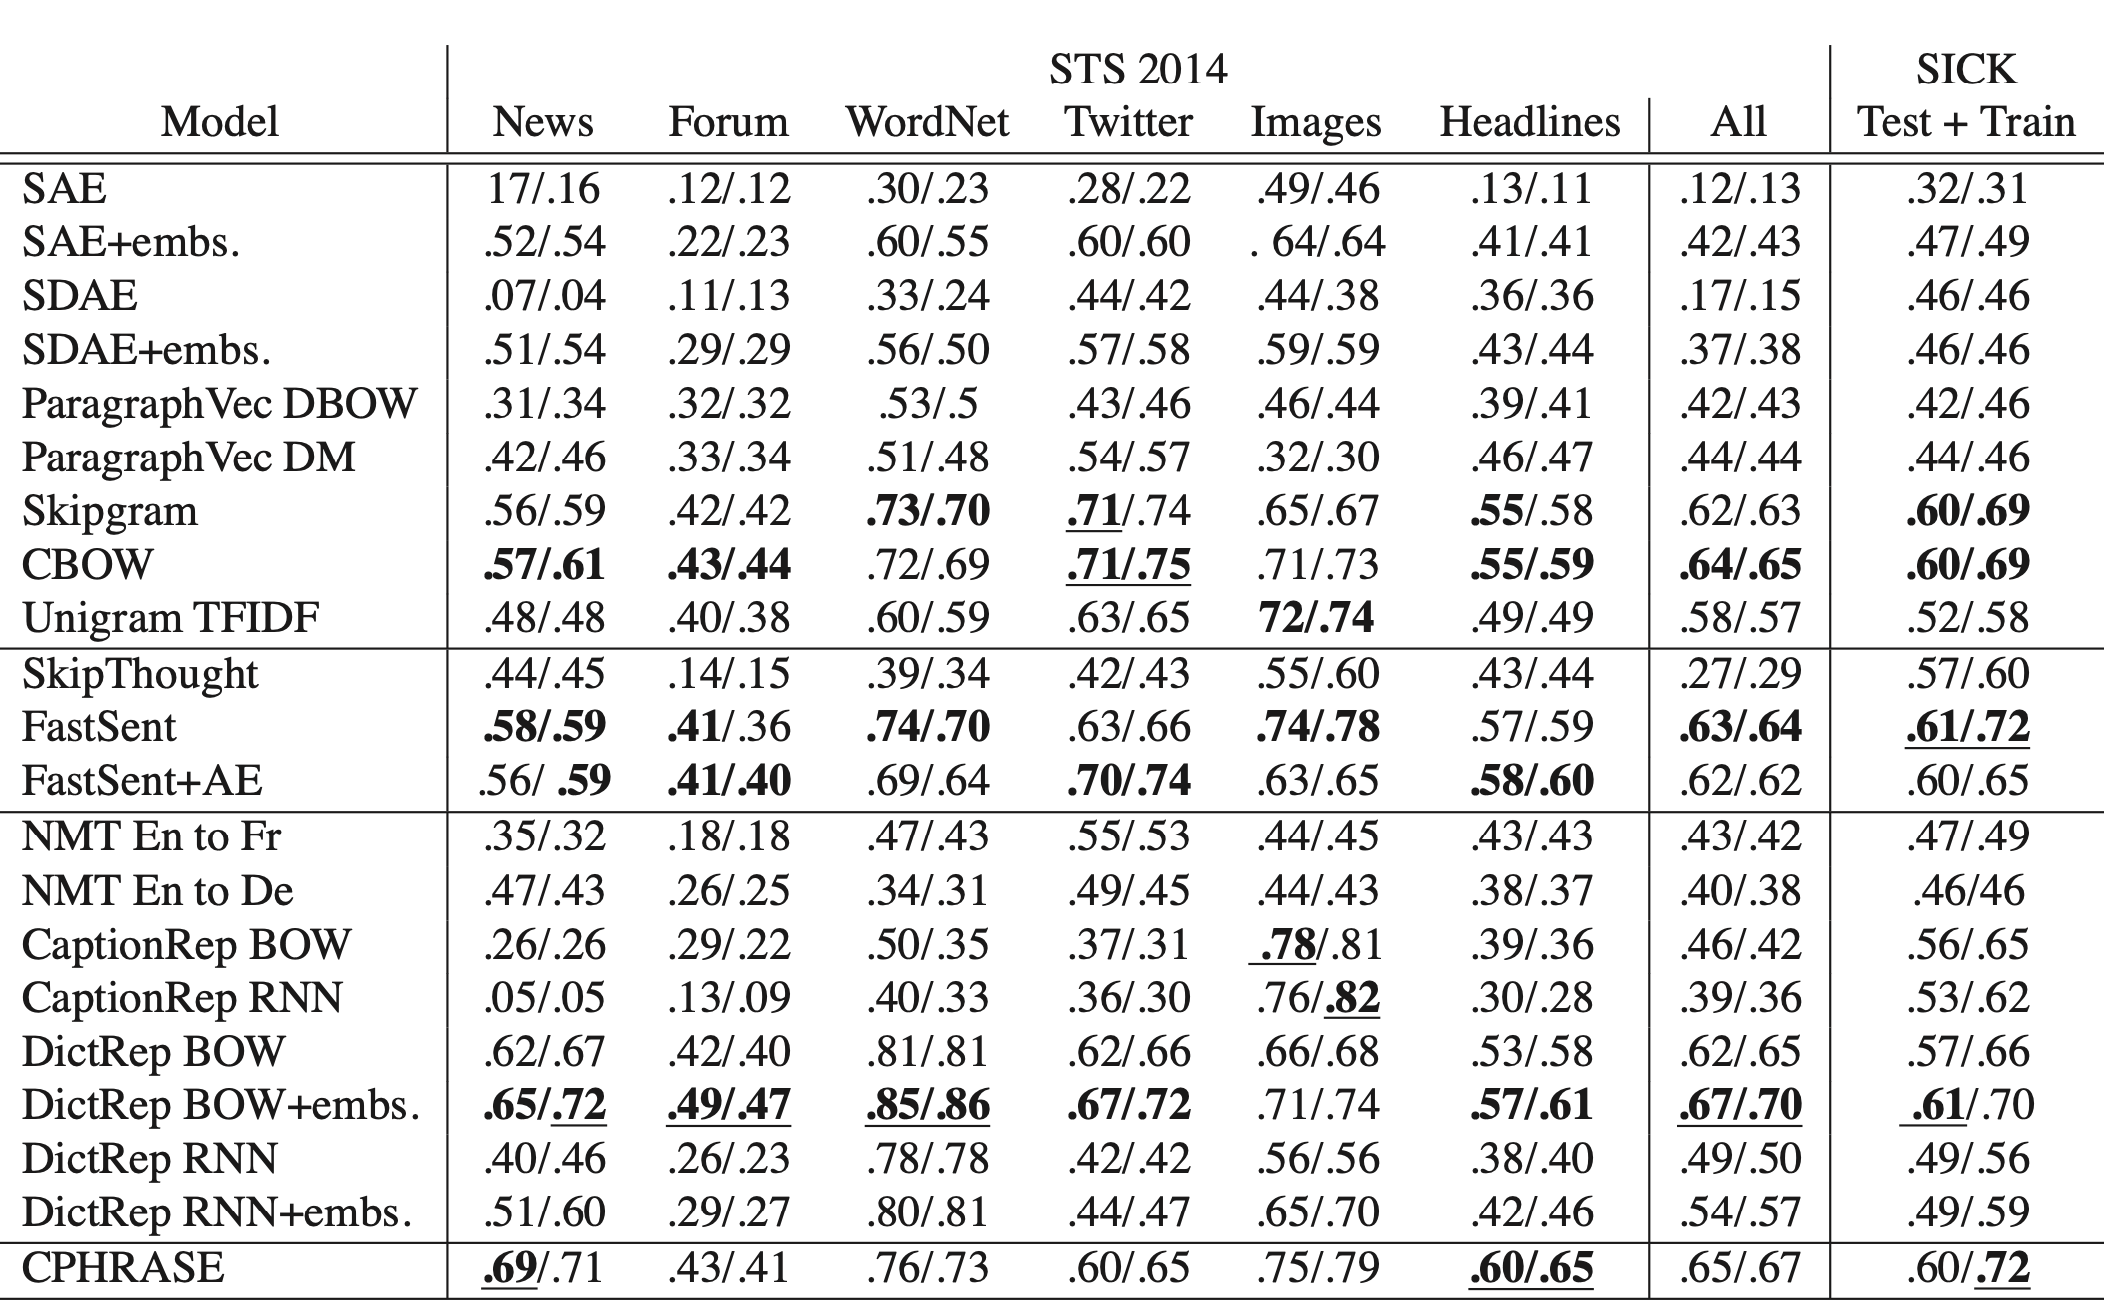 STS 2014 SICK
Model News Forum WordNet Twitter Images Headlines All Test + Train
SAE 17/.16 .12/.12 .30/.23 .28/.22 .49/.46 .13/.11 .12/.13 .32/.31
SAE+embs. .52/.54 .22/.23 .60/.55 .60/.60 . 64/.64 .41/.41 .42/.43 .47/.49
SDAE .07/.04 .11/.13 .33/.24 .44/.42 .44/.38 .36/.36 .17/.15 .46/.46
SDAE+embs. .51/.54 .29/.29 .56/.50 .57/.58 .59/.59 .43/.44 .37/.38 .46/.46
ParagraphVec DBOW .31/.34 .32/.32 .53/.5 .43/.46 .46/.44 .39/.41 .42/.43 .42/.46
ParagraphVec DM .42/.46 .33/.34 .51/.48 .54/.57 .32/.30 .46/.47 .44/.44 .44/.46
Skipgram .56/.59 .42/.42 .73/.70 .71/.74 .65/.67 .55/.58 .62/.63 .60/.69
CBOW .57/.61 .43/.44 .72/.69 .71/.75 .71/.73 .55/.59 .64/.65 .60/.69
Unigram TFIDF .48/.48 .40/.38 .60/.59 .63/.65 72/.74 .49/.49 .58/.57 .52/.58
SkipThought .44/.45 .14/.15 .39/.34 .42/.43 .55/.60 .43/.44 .27/.29 .57/.60
FastSent .58/.59 .41/.36 .74/.70 .63/.66 .74/.78 .57/.59 .63/.64 .61/.72
FastSent+AE .56/ .59 .41/.40 .69/.64 .70/.74 .63/.65 .58/.60 .62/.62 .60/.65
NMT En to Fr .35/.32 .18/.18 .47/.43 .55/.53 .44/.45 .43/.43 .43/.42 .47/.49
NMT En to De .47/.43 .26/.25 .34/.31 .49/.45 .44/.43 .38/.37 .40/.38 .46/46
CaptionRep BOW .26/.26 .29/.22 .50/.35 .37/.31 .78/.81 .39/.36 .46/.42 .56/.65
CaptionRep RNN .05/.05 .13/.09 .40/.33 .36/.30 .76/.82 .30/.28 .39/.36 .53/.62
DictRep BOW .62/.67 .42/.40 .81/.81 .62/.66 .66/.68 .53/.58 .62/.65 .57/.66
DictRep BOW+embs. .65/.72 .49/.47 .85/.86 .67/.72 .71/.74 .57/.61 .67/.70 .61/.70
DictRep RNN .40/.46 .26/.23 .78/.78 .42/.42 .56/.56 .38/.40 .49/.50 .49/.56
DictRep RNN+embs. .51/.60 .29/.27 .80/.81 .44/.47 .65/.70 .42/.46 .54/.57 .49/.59
CPHRASE .69/.71 .43/.41 .76/.73 .60/.65 .75/.79 .60/.65 .65/.67 .60/.72